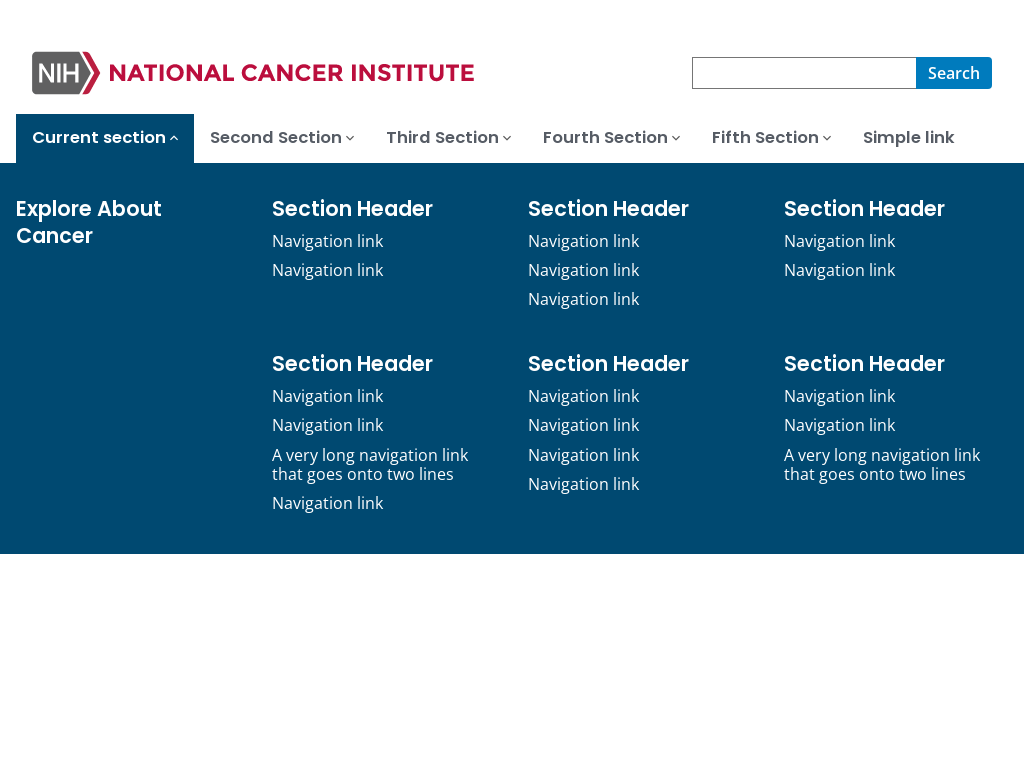 NIH NATIONAL CANCER INSTITUTE
Search
Current section Second Section Third Section Fourth Section Fifth Section Simple link
Explore About
Cancer
Section Header
Navigation link
Navigation link
Section Header
Navigation link
Navigation link
Navigation link
Section Header
Navigation link
Navigation link
Section Header
Navigation link
Navigation link
A very long navigation link
that goes onto two lines
Navigation link
Section Header
Navigation link
Navigation link
Navigation link
Navigation link
Section Header
Navigation link
Navigation link
A very long navigation link
that goes onto two lines